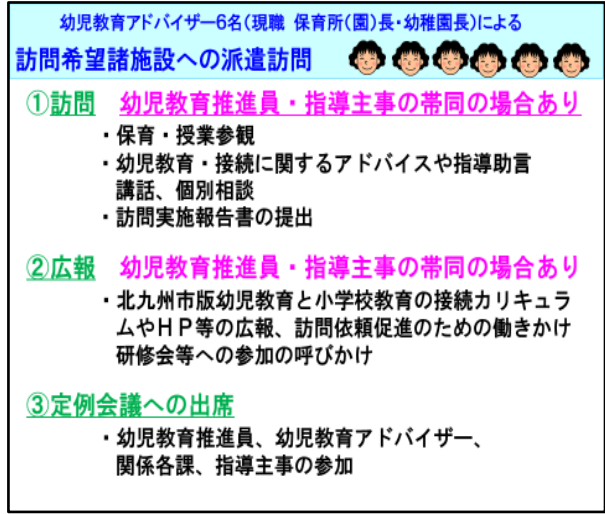 幼児教育アドバイザー6名(現職 保育所(園)長・幼稚園長)による
訪問希望諸施設への派遣訪問
①訪問 幼児教育推進員・指導主事の帯同の場合あり
・保育・授業参観
・幼児教育・接続に関するアドバイスや指導助言
講話、個別相談
・訪問実施報告書の提出
②広報 幼児教育推進員・指導主事の帯同の場合あり
・北九州市版幼児教育と小学校教育の接続カリキュラ
ムやHP等の広報、訪問依頼促進のための働きかけ
研修会等への参加の呼びかけ
③定例会議への出席
・幼児教育推進員、幼児教育アドバイザー、
関係各課、指導主事の参加